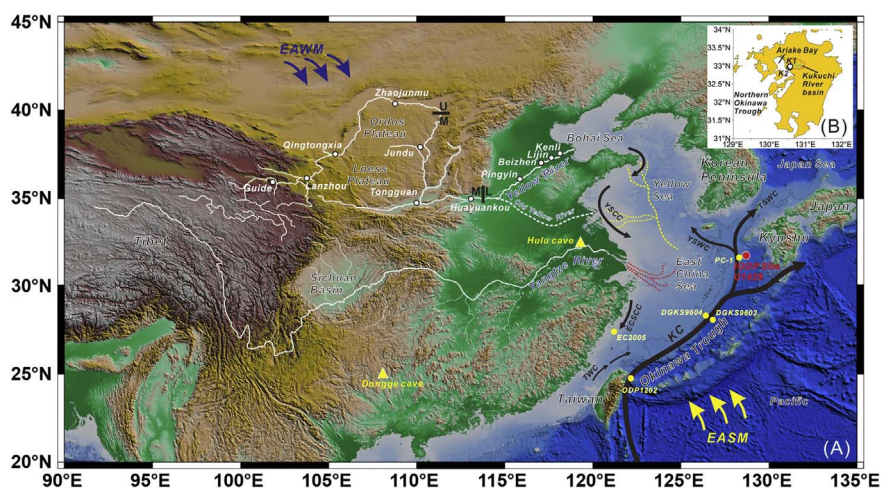 45°N
40°N
35°N
30°N
25°N
20°N
90°E
95°E
100°E
105°E
110°E
115°E
120°E
125°E
130°E
135°E
EAWM
Zhaojunmu
U
M
Ordos
Plateau
Qingtongxia
Jundu
Loess
Plateau
Guide
Lanzhou
Tongguan
M
L
Huayuankou
Kenli
Lijin
Beizhen
Pingyin
Yellow River
Old Yellow River
Bohai Sea
Yellow
Sea
Korean
Peninsula
Japan Sea
Japan
Kyushu
TSWC
YSCC
YSWC
PC-1
Tibet
Sichuan
Basin
Hulu cave
Yangtze River
East
China
Sea
DGKS9604
DGKS9603
ECSCC
EC2005
KC
Okinawa Trough
TWC
Dongge cave
Taiwan
ODP1202
Pacific
EASM
(A)
34°N
33°N
32°N
31°N
33°N
32°N
31°N
129°E
130°E
131°E
132°E
Ariake Bay
K1
K2
Kukuchi
River
basin
Northern
Okinawa
Trough
(B)